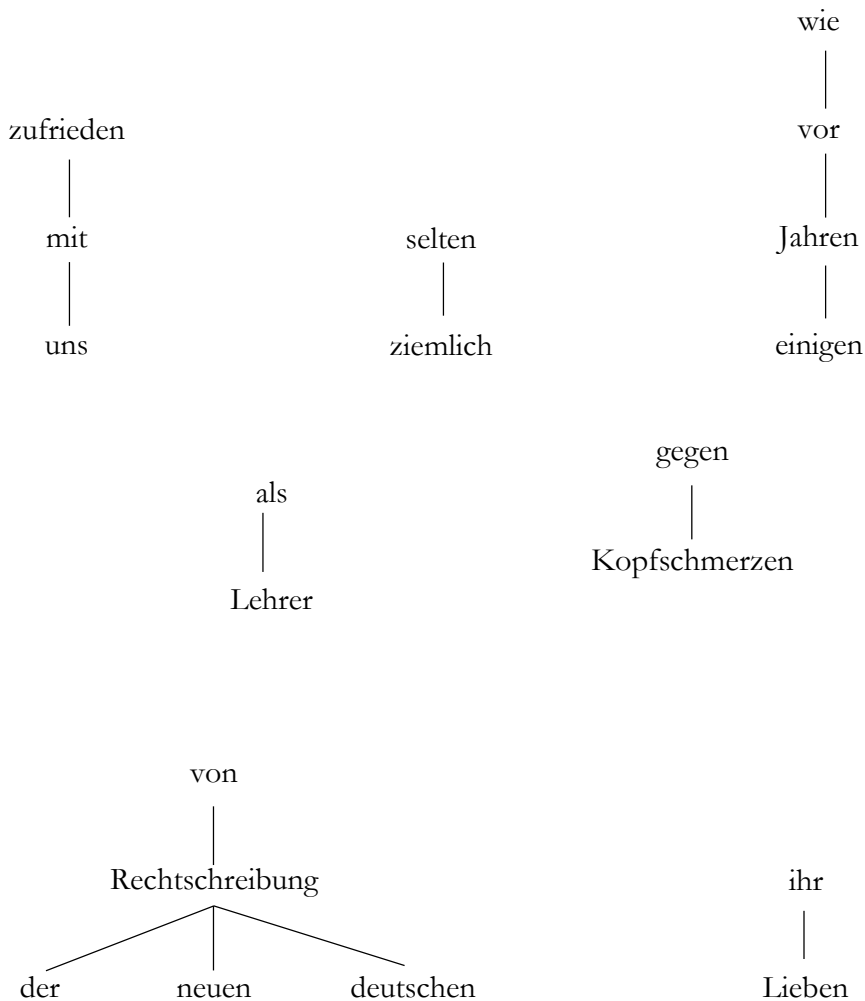 wie
zufrieden vor
mit selten Jahren
uns ziemlich einigen
gegen
als
Kopfschmerzen
Lehrer
von
Rechtschreibung ihr
der neuen deutschen Lieben